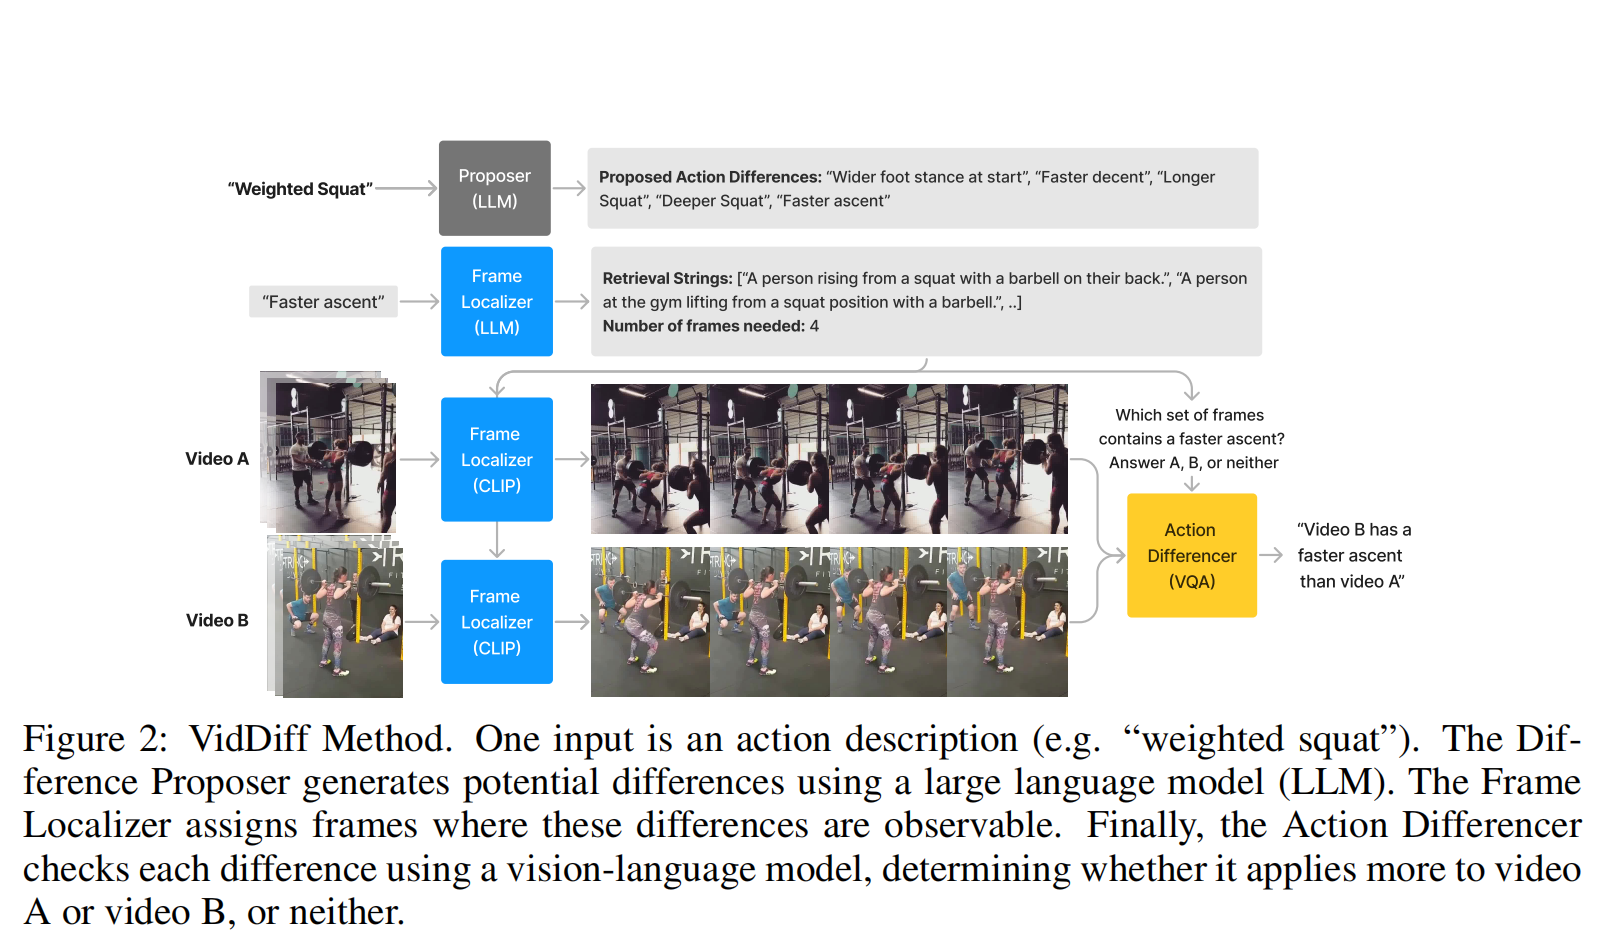 “Weighted Squat”
Proposer
(LLM)
Proposed Action Differences: “Wider foot stance at start”, “Faster decent”, “Longer
Squat”, “Deeper Squat”, “Faster ascent”
“Faster ascent”
Frame
Localizer
(LLM)
Retrieval Strings: [“A person rising from a squat with a barbell on their back.”, “A person
at the gym lifting from a squat position with a barbell.”, ..]
Number of frames needed: 4
Video A
Frame
Localizer
(CLIP)
Which set of frames
contains a faster ascent?
Answer A, B, or neither
Video B
Frame
Localizer
(CLIP)
Action
Differencer
(VQA)
“Video B has a
faster ascent
than video A”
Figure 2: VidDiff Method. One input is an action description (e.g. “weighted squat”). The Dif-
ference Proposer generates potential differences using a large language model (LLM). The Frame
Localizer assigns frames where these differences are observable. Finally, the Action Differencer
checks each difference using a vision-language model, determining whether it applies more to video
A or video B, or neither.